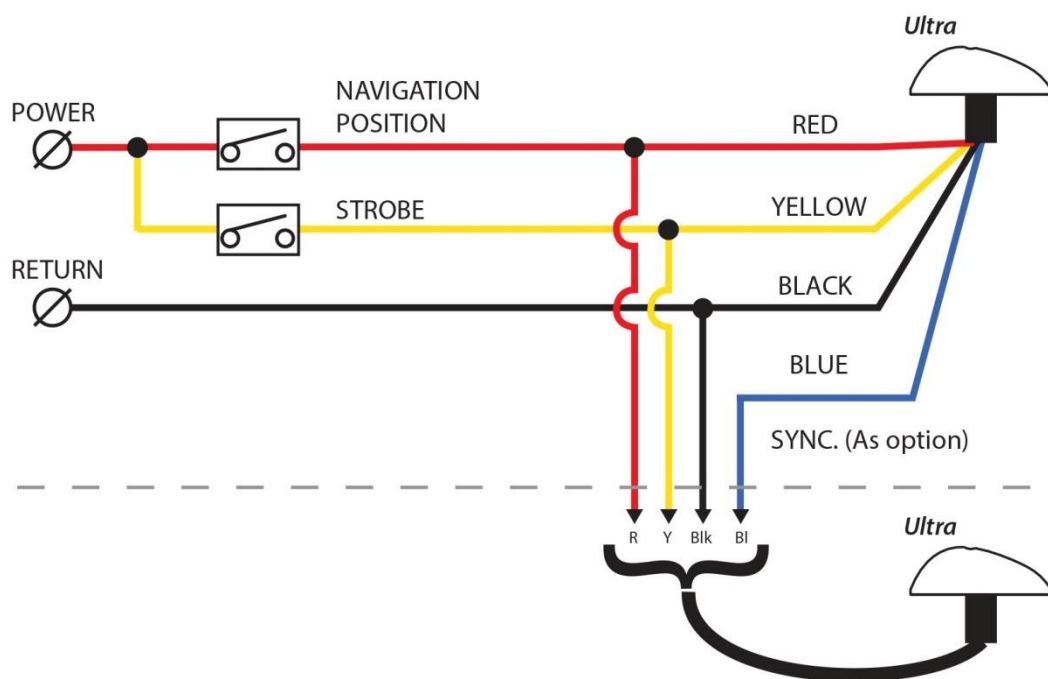 Ultra
NAVIGATION
POSITION
POWER
RED
STROBE
YELLOW
RETURN
BLACK
BLUE
SYNC. (As option)
R Y Blk Bl
Ultra